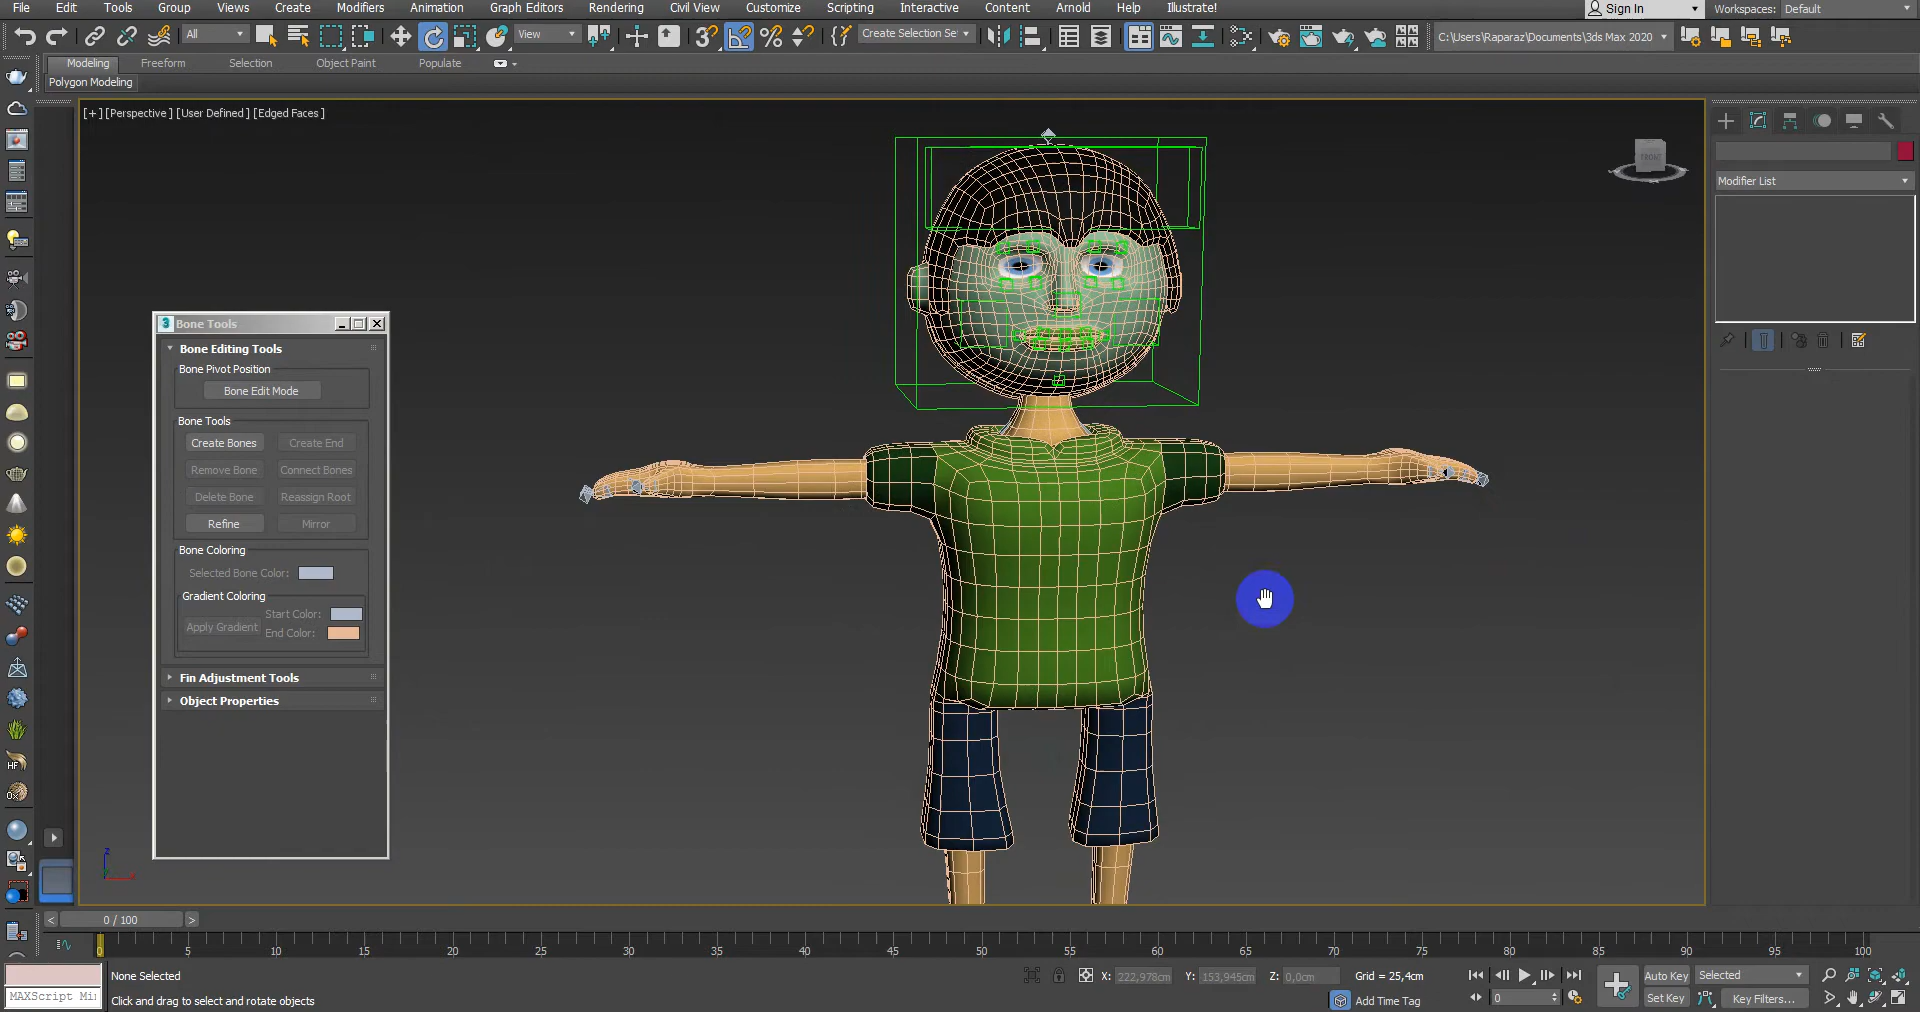 File Edit Tools Group Views Create Modifiers Animation Graph Editors Rendering Civil View Customize Scripting Interactive Content Arnold Help Illustrate! Sign In Workspaces: Default
All View Create Selection Se C:\Users\Raparaz\Documents\3ds Max 2020
Modeling Freeform Selection Object Paint Populate
Polygon Modeling
[+] [Perspective] [User Defined] [Edged Faces]
FRONT
Modifier List
3 Bone Tools
Bone Editing Tools
Bone Pivot Position
Bone Edit Mode
Bone Tools
Create Bones Create End
Remove Bone Connect Bones
Delete Bone Reassign Root
Refine Mirror
Bone Coloring
Selected Bone Color:
Gradient Coloring
Start Color:
Apply Gradient
End Color:
Fin Adjustment Tools
Object Properties
z
< 0 / 100 >
0 5 10 15 20 25 30 35 40 45 50 55 60 65 70 75 80 85 90 95 100
None Selected X: 222,978cm Y: 153,945cm Z: 0,0cm Grid = 25,4cm Auto Key Selected
MAXScript Mi Click and drag to select and rotate objects Add Time Tag 0 Set Key Key Filters...